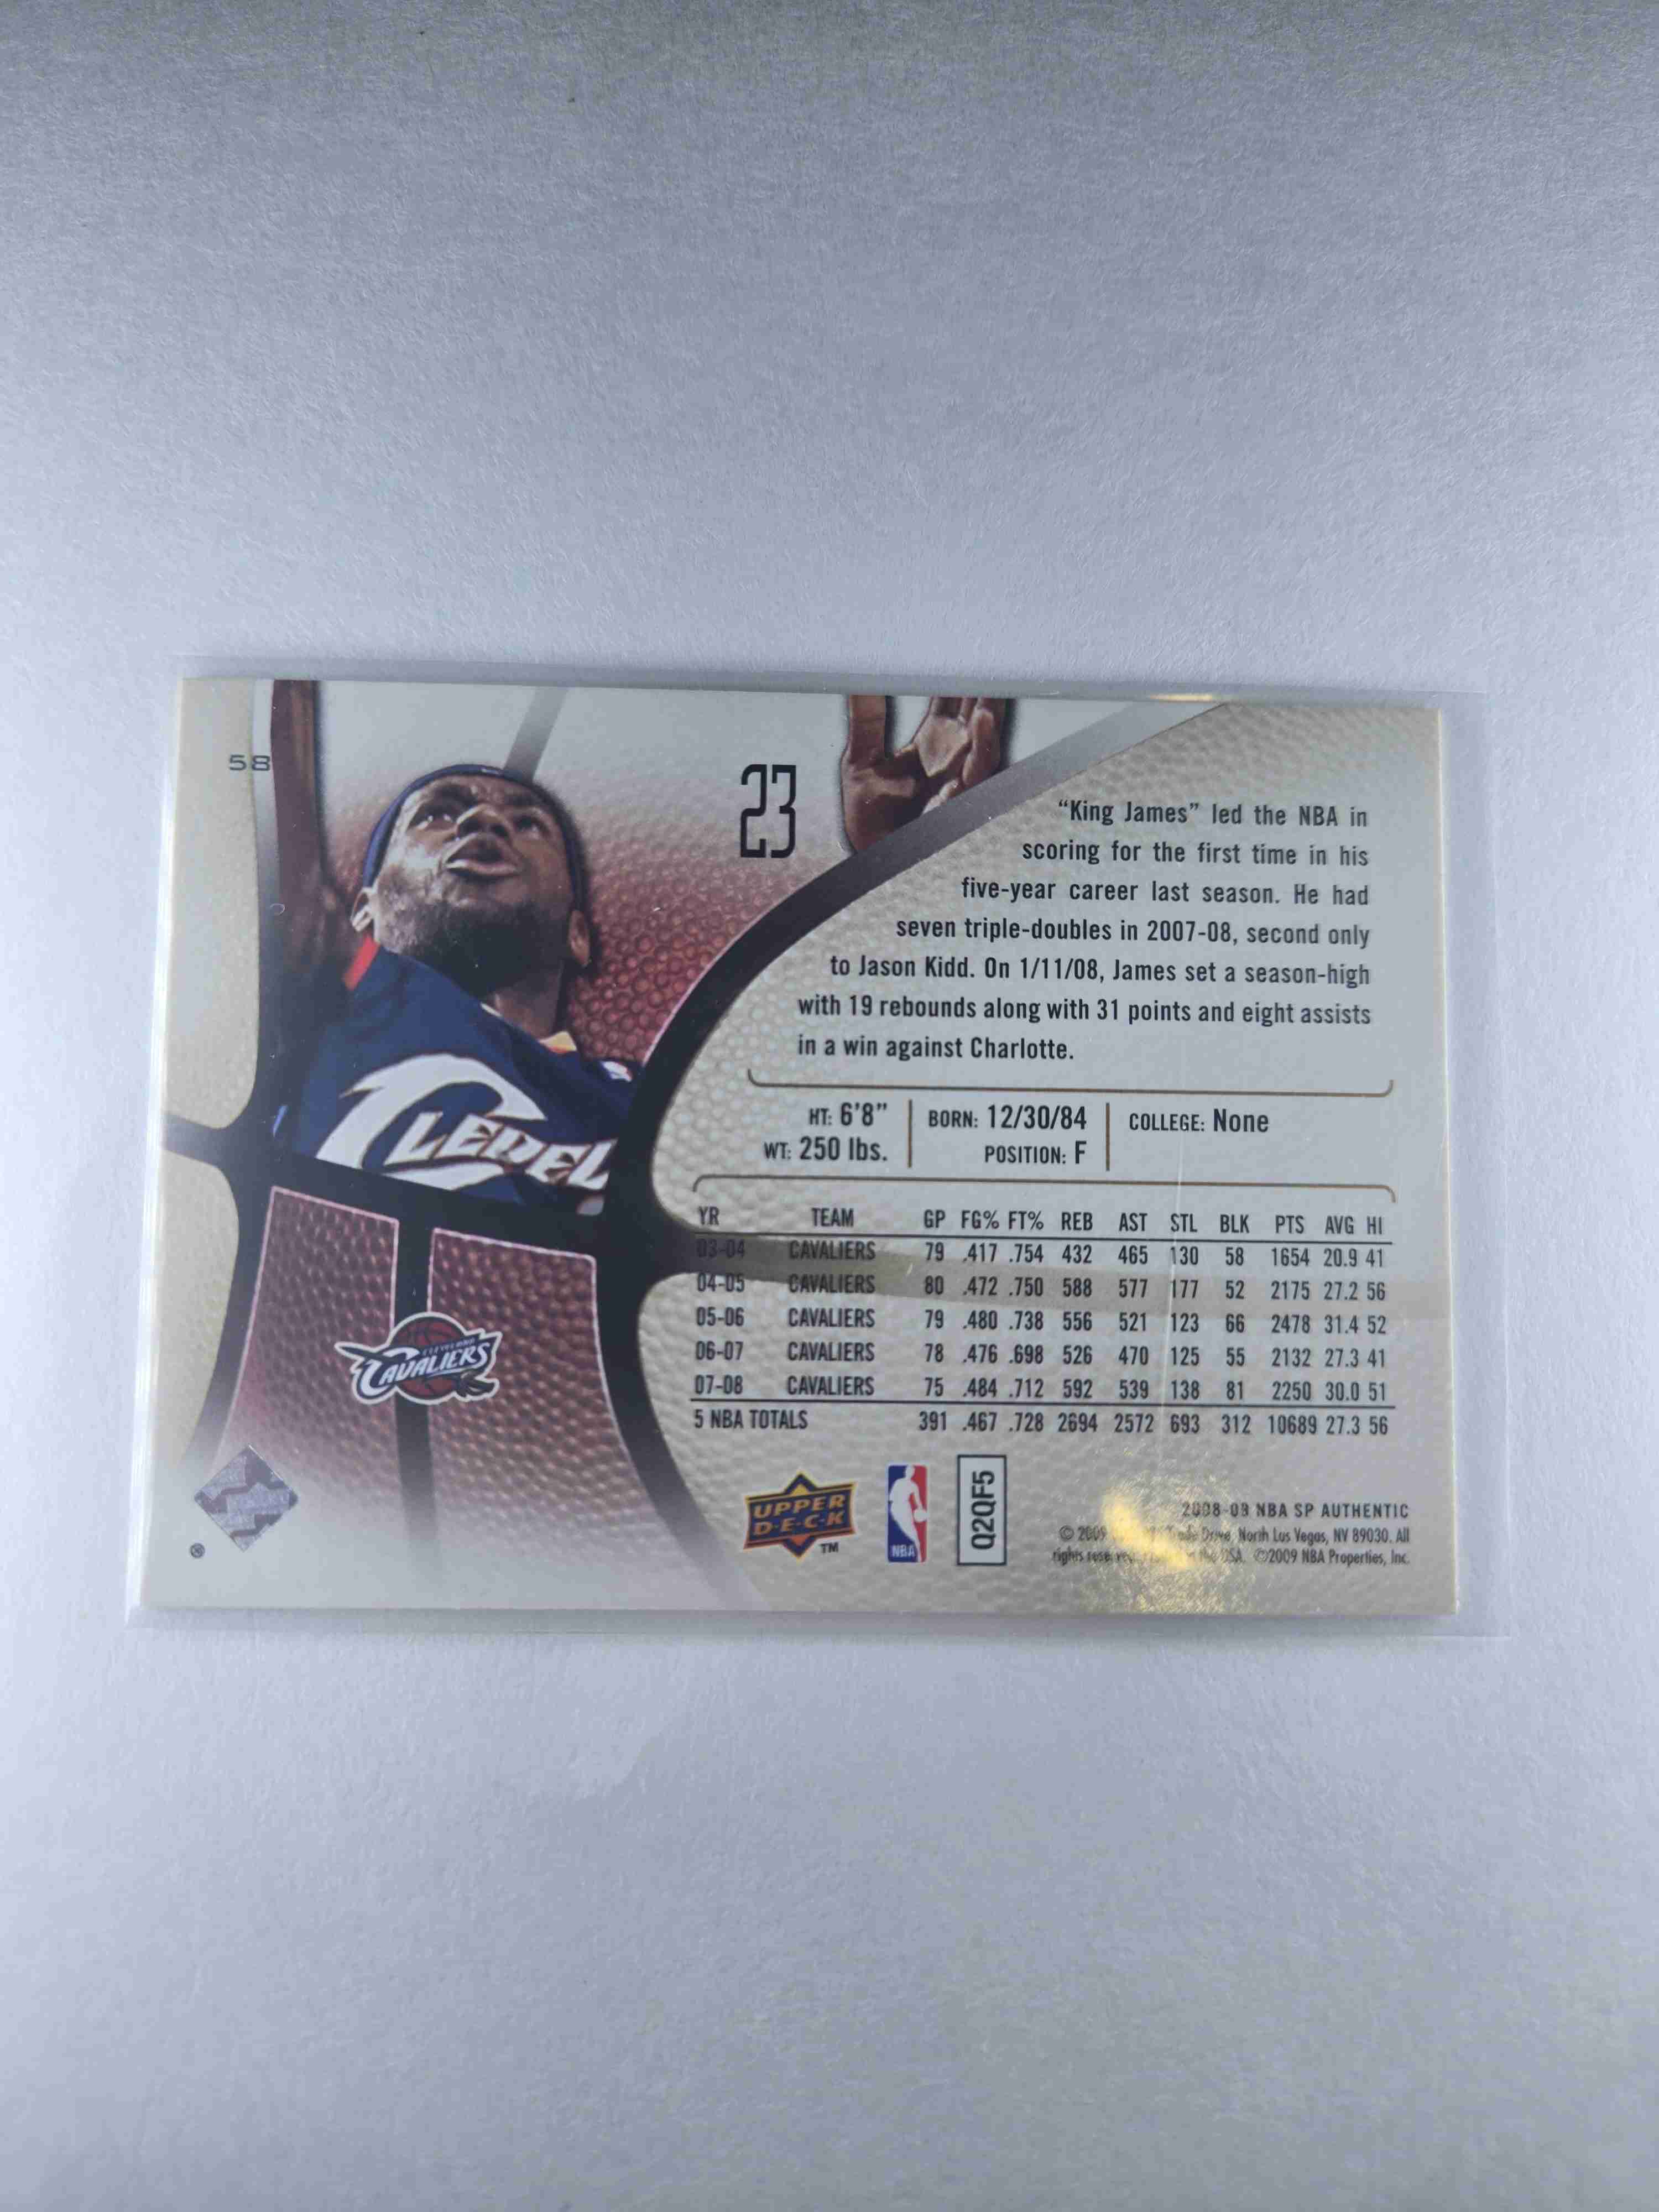 58
23
“King James” led the NBA in
scoring for the first time in his
five-year career last season. He had
seven triple-doubles in 2007-08, second only
to Jason Kidd. On 1/11/08, James set a season-high
with 19 rebounds along with 31 points and eight assists
in a win against Charlotte.
CLEVEL
HT: 6'8” BORN: 12/30/84 COLLEGE: None
WT: 250 lbs. POSITION: F
YR TEAM GP FG% FT% REB AST STL BLK PTS AVG HI
03-04 CAVALIERS 79 .417 .754 432 465 130 58 1654 20.9 41
04-05 CAVALIERS 80 .472 .750 588 577 177 52 2175 27.2 56
05-06 CAVALIERS 79 .480 .738 556 521 123 66 2478 31.4 52
06-07 CAVALIERS 78 .476 .698 526 470 125 55 2132 27.3 41
07-08 CAVALIERS 75 .484 .712 592 539 138 81 2250 30.0 51
5 NBA TOTALS 391 .467 .728 2694 2572 693 312 10689 27.3 56
CLEVELAND
CAVALIERS
®
UPPER
D·E·C·K
TM
NBA
Q2QF5
2008-09 NBA SP AUTHENTIC
© 2009 Drive, North Las Vegas, NV 89030. All
rights the USA. ©2009 NBA Properties, Inc.